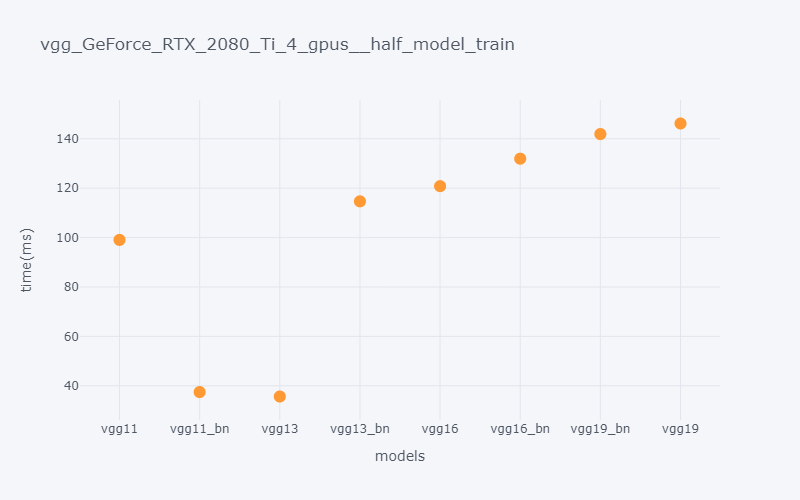 vgg_GeForce_RTX_2080_Ti_4_gpus__half_model_train
140
120
100
80
60
40
time(ms)
vgg11 vgg11_bn vgg13 vgg13_bn vgg16 vgg16_bn vgg19_bn vgg19
models